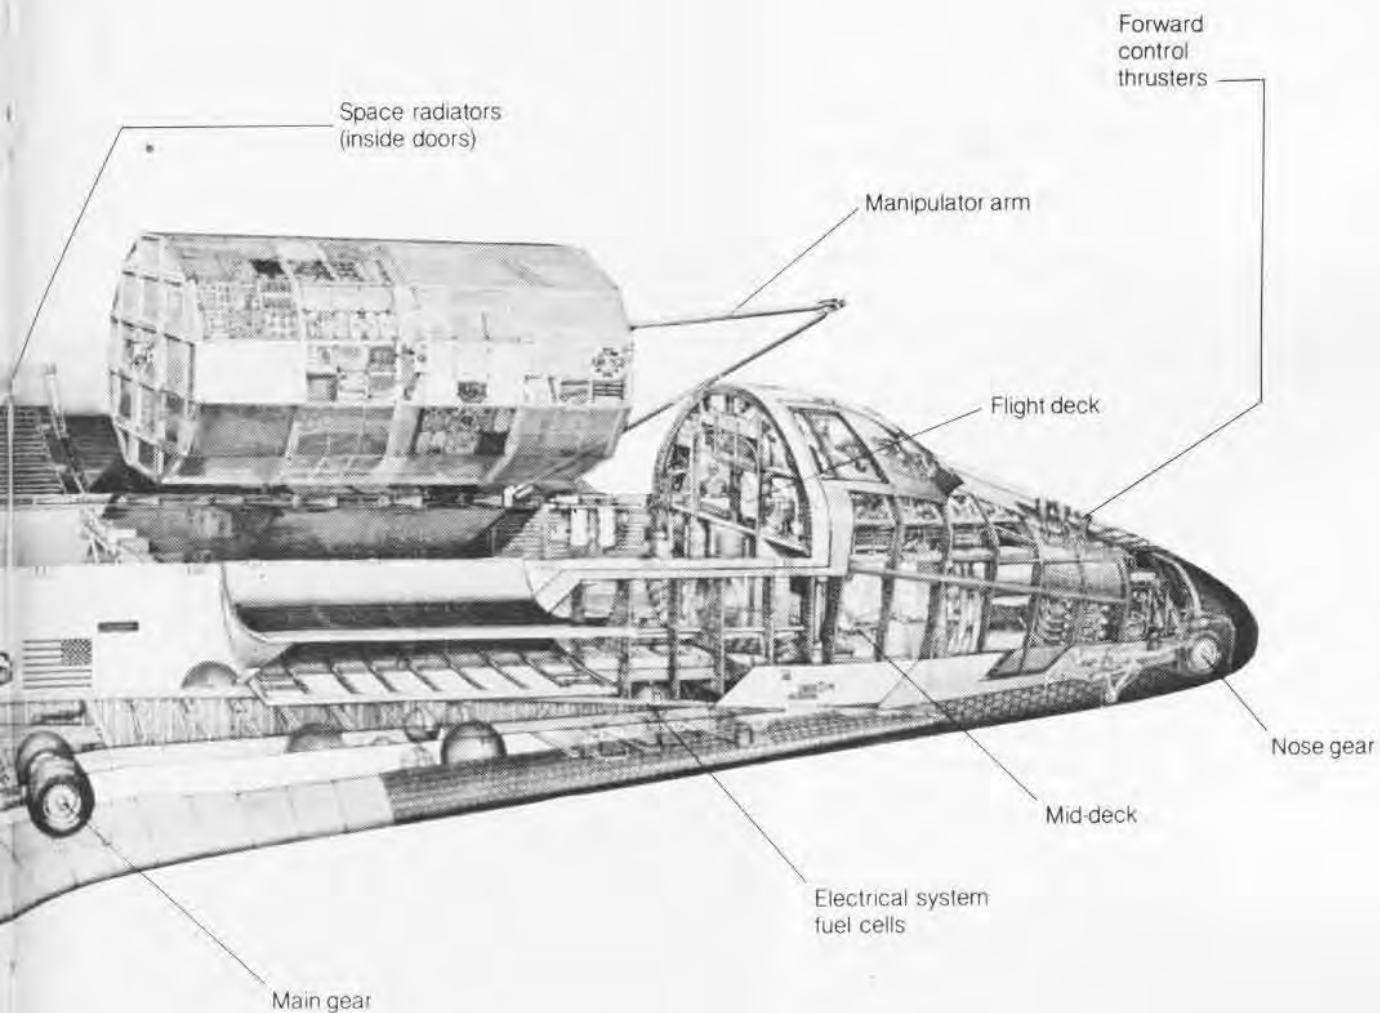 Forward
control
thrusters
Space radiators
(inside doors)
Manipulator arm
Flight deck
Nose gear
Mid-deck
Electrical system
fuel cells
Main gear